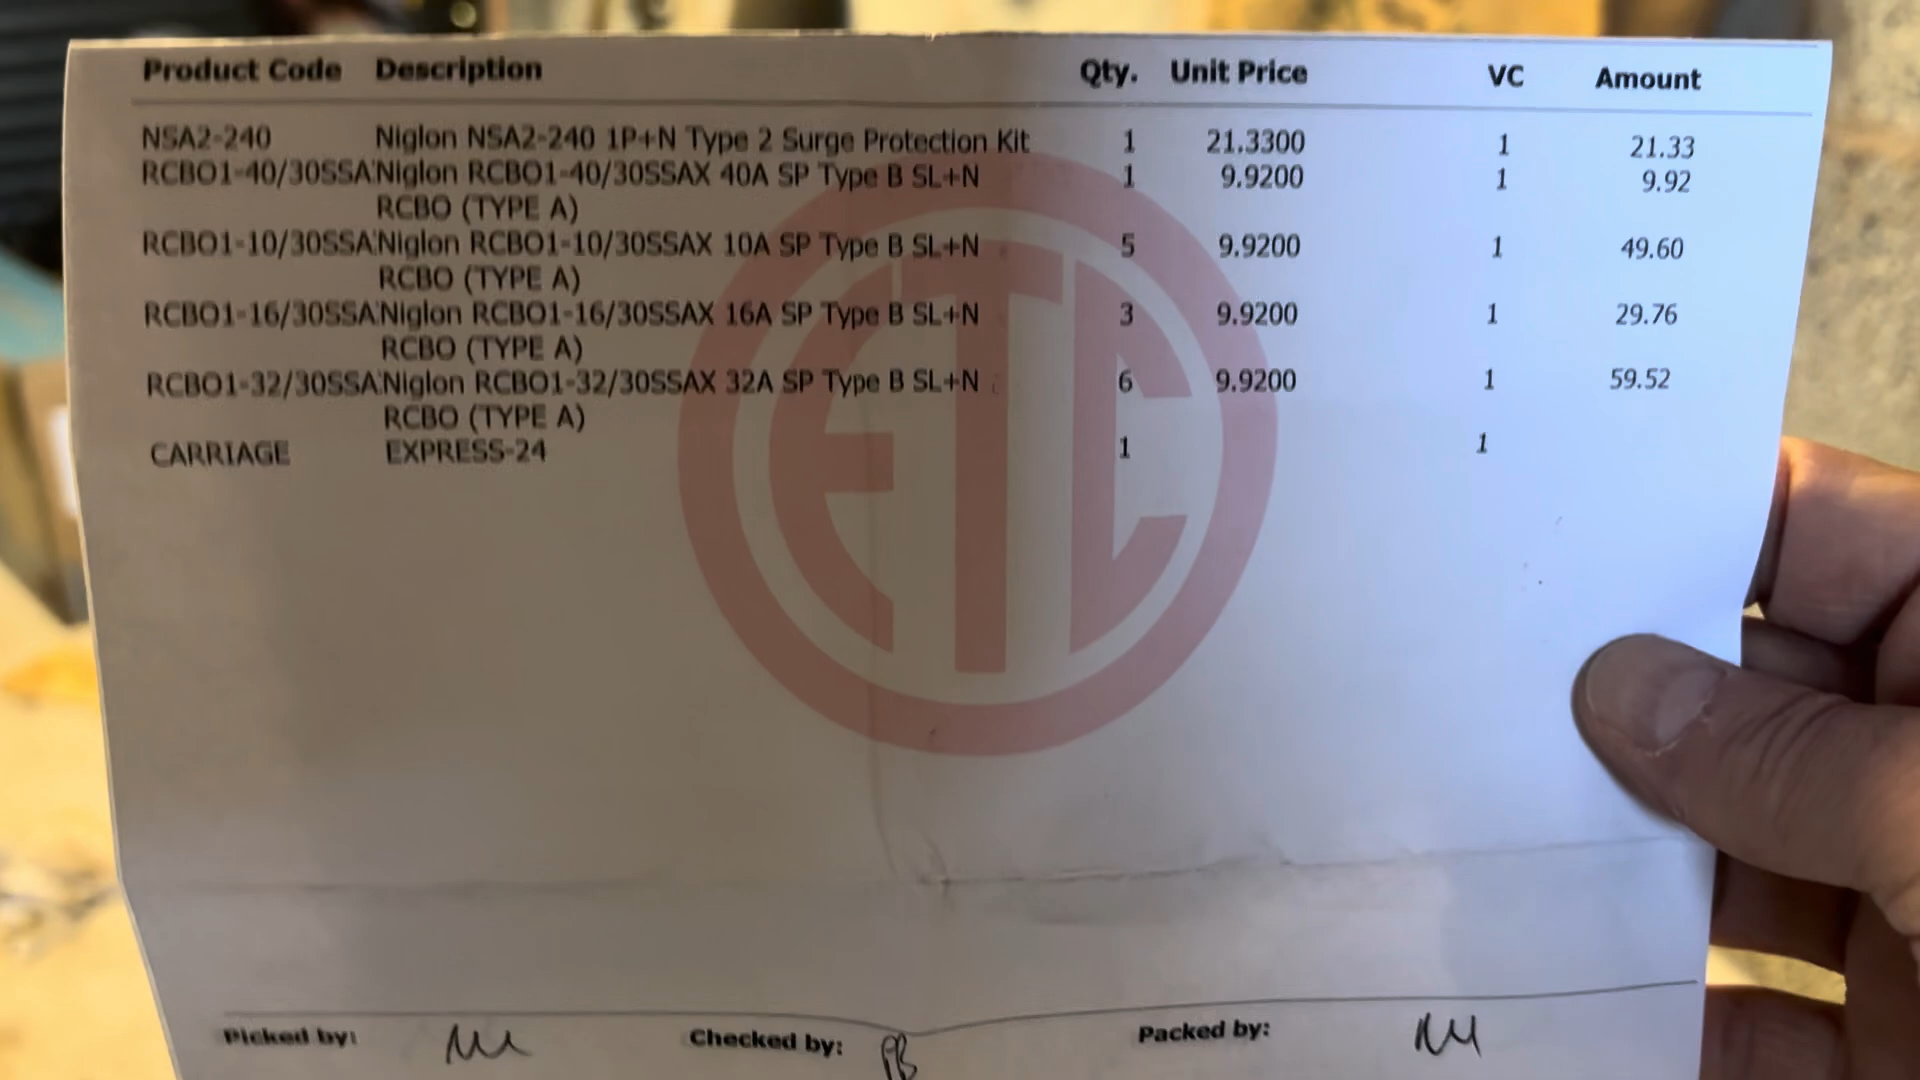 Product Code Description Qty. Unit Price VC Amount
NSA2-240 Niglon NSA2-240 1P+N Type 2 Surge Protection Kit 1 21.3300 1 21.33
RCBO1-40/30SSA Niglon RCBO1-40/30SSAX 40A SP Type B SL+N 1 9.9200 1 9.92
RCBO (TYPE A)
RCBO1-10/30SSA Niglon RCBO1-10/30SSAX 10A SP Type B SL+N 5 9.9200 1 49.60
RCBO (TYPE A)
RCBO1-16/30SSA Niglon RCBO1-16/30SSAX 16A SP Type B SL+N 3 9.9200 1 29.76
RCBO (TYPE A)
RCBO1-32/30SSA Niglon RCBO1-32/30SSAX 32A SP Type B SL+N 6 9.9200 1 59.52
RCBO (TYPE A)
CARRIAGE EXPRESS-24 1 1
ETC
Picked by: Checked by: PB Packed by: